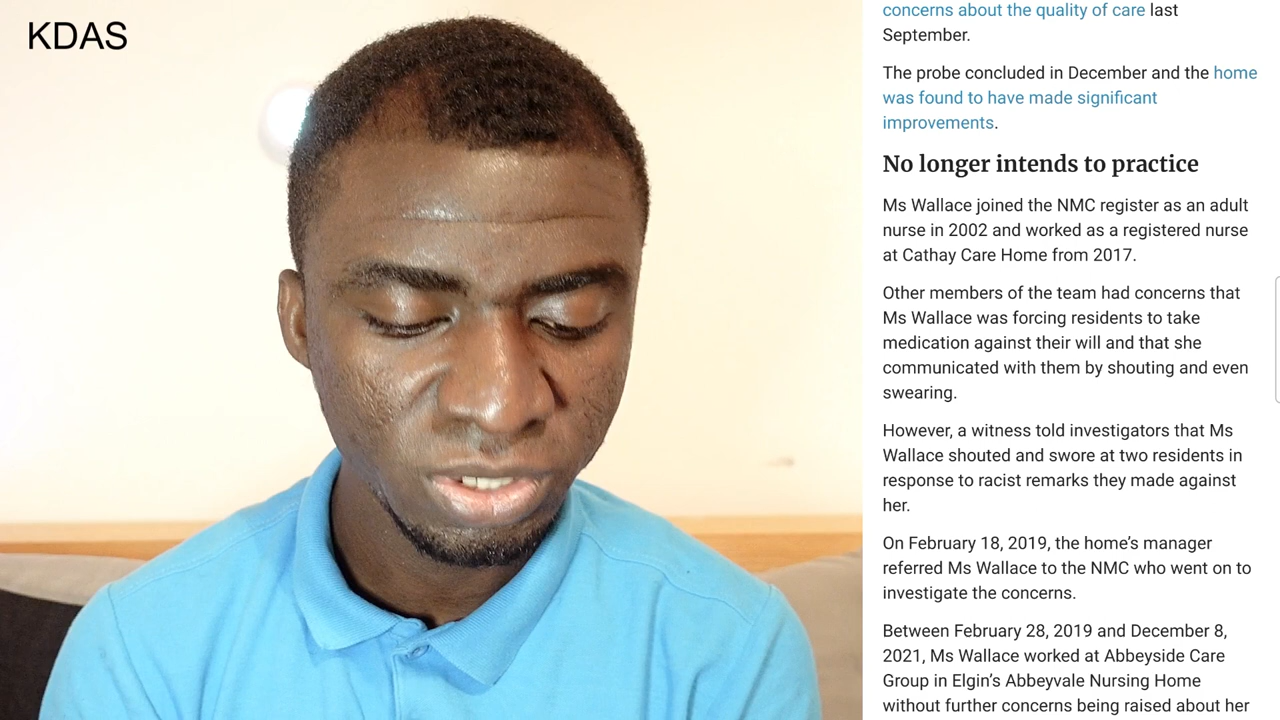 KDAS
concerns about the quality of care last
September.
The probe concluded in December and the home
was found to have made significant
improvements.
No longer intends to practice
Ms Wallace joined the NMC register as an adult
nurse in 2002 and worked as a registered nurse
at Cathay Care Home from 2017.
Other members of the team had concerns that
Ms Wallace was forcing residents to take
medication against their will and that she
communicated with them by shouting and even
swearing.
However, a witness told investigators that Ms
Wallace shouted and swore at two residents in
response to racist remarks they made against
her.
On February 18, 2019, the home’s manager
referred Ms Wallace to the NMC who went on to
investigate the concerns.
Between February 28, 2019 and December 8,
2021, Ms Wallace worked at Abbeyside Care
Group in Elgin’s Abbeyvale Nursing Home
without further concerns being raised about her